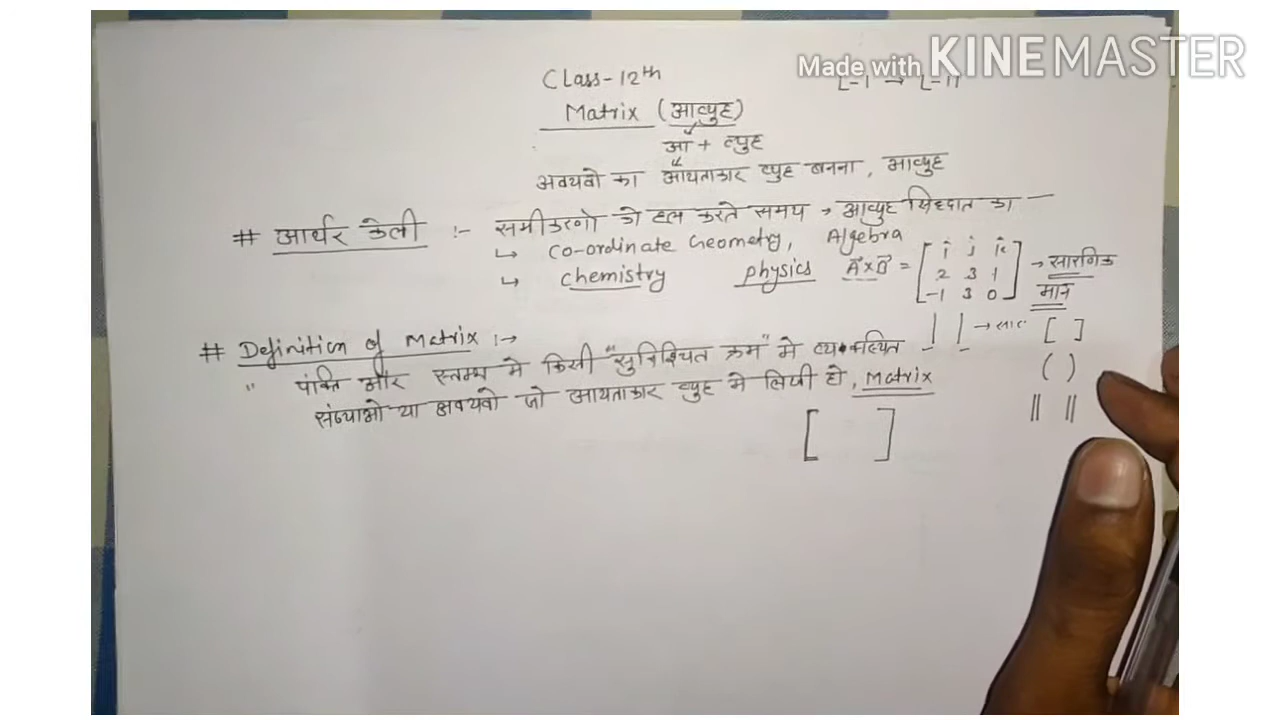 Made with KINEMASTER
Class-12th
L-1 → L-11
Matrix (आव्युह)
आ + व्युह
अवयवो का आयताकार व्युह बनना, आव्युह
# आर्थर केली :- समीकरणो को हल करते समय → आव्युह सिद्दात का —
↳ Co-ordinate Geometry, Algebra
↳ Chemistry Physics A×B = [ i j k → सारणिक
2 3 1
-1 3 0 ] मान
# Definition of Matrix :→
| | → सार [ ]
" पंक्ति और स्तम्भ मे किसी "सुनिश्चित क्रम" मे व्यवस्थित
( )
संख्याओ या अवयवो जो आयताकार व्युह मे लिखी हो, Matrix
|| ||
[ ]